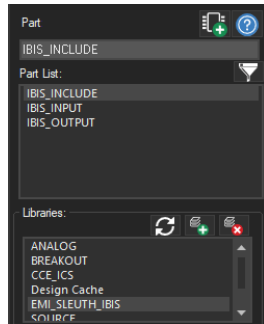 Part
IBIS_INCLUDE
Part List:
IBIS_INCLUDE
IBIS_INPUT
IBIS_OUTPUT
Libraries:
ANALOG
BREAKOUT
CCE_ICS
Design Cache
EMI_SLEUTH_IBIS
SOURCE